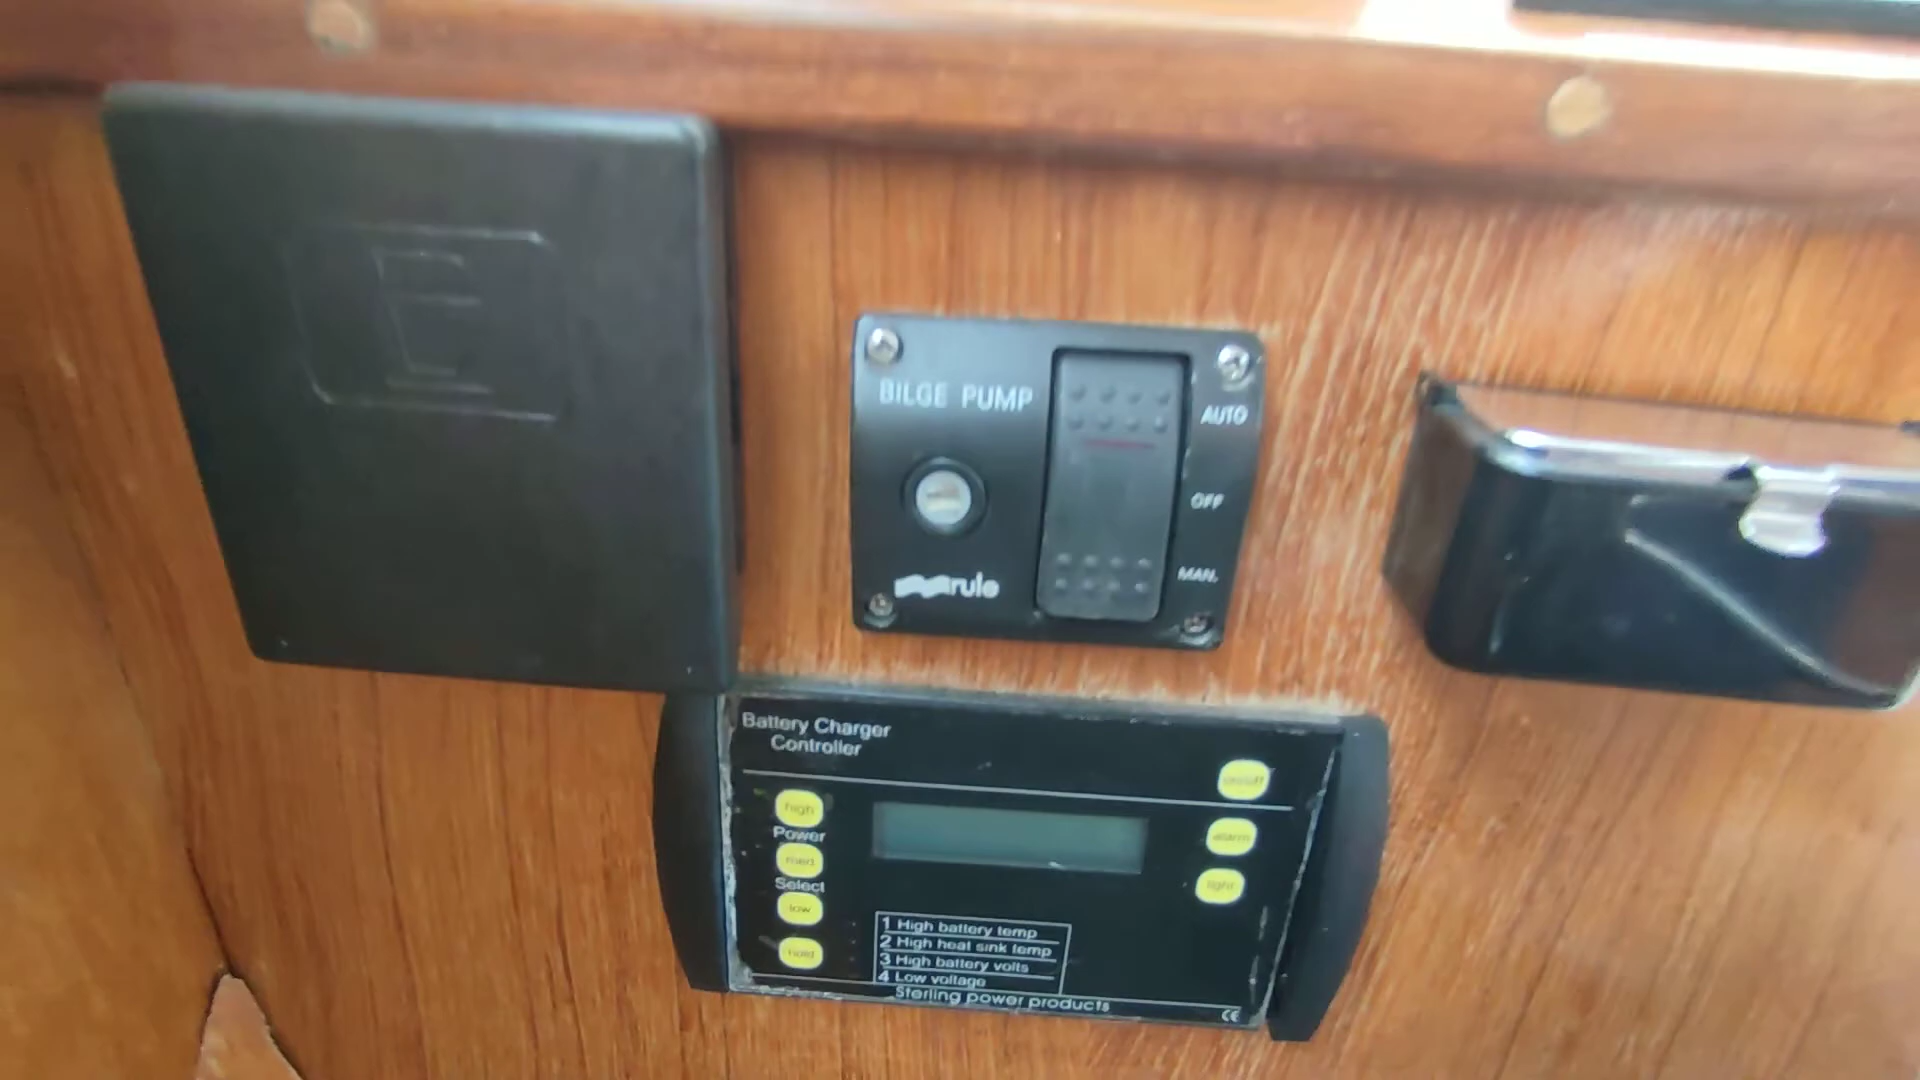 E
BILGE PUMP
AUTO
OFF
MAN.
rule
Battery Charger
Controller
on/off
high
Power
alarm
med
Select
light
low
hold
1 High battery temp
2 High heat sink temp
3 High battery volts
4 Low voltage
Sterling power products
CE